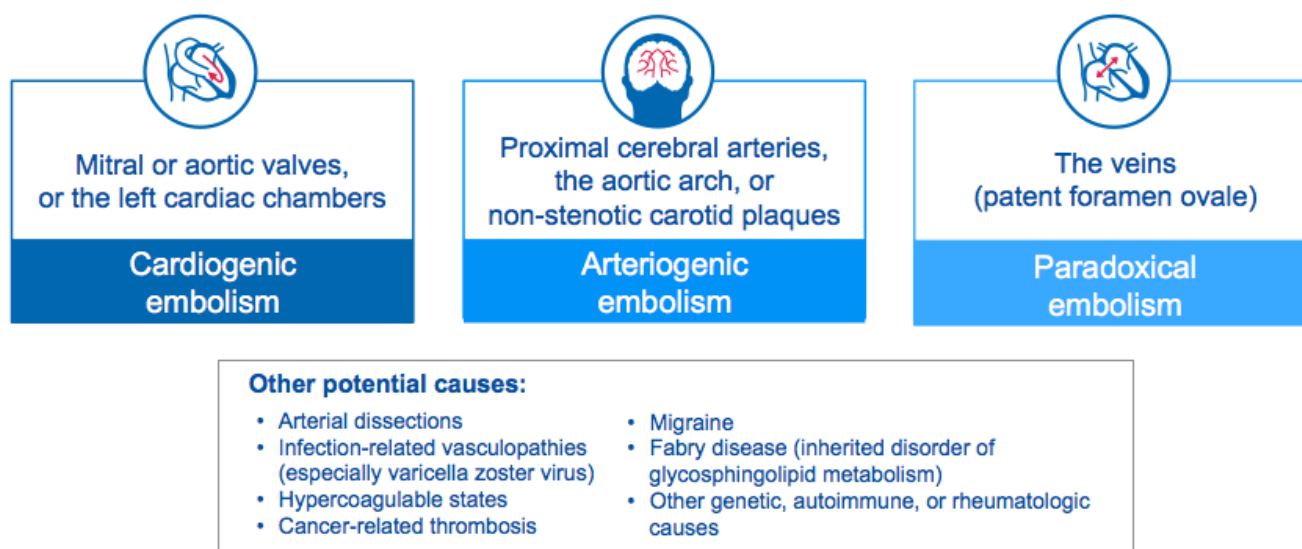 Mitral or aortic valves,
or the left cardiac chambers
Cardiogenic
embolism
Proximal cerebral arteries,
the aortic arch, or
non-stenotic carotid plaques
Arteriogenic
embolism
The veins
(patent foramen ovale)
Paradoxical
embolism
Other potential causes:
• Arterial dissections
• Infection-related vasculopathies
(especially varicella zoster virus)
• Hypercoagulable states
• Cancer-related thrombosis
• Migraine
• Fabry disease (inherited disorder of
glycosphingolipid metabolism)
• Other genetic, autoimmune, or rheumatologic
causes